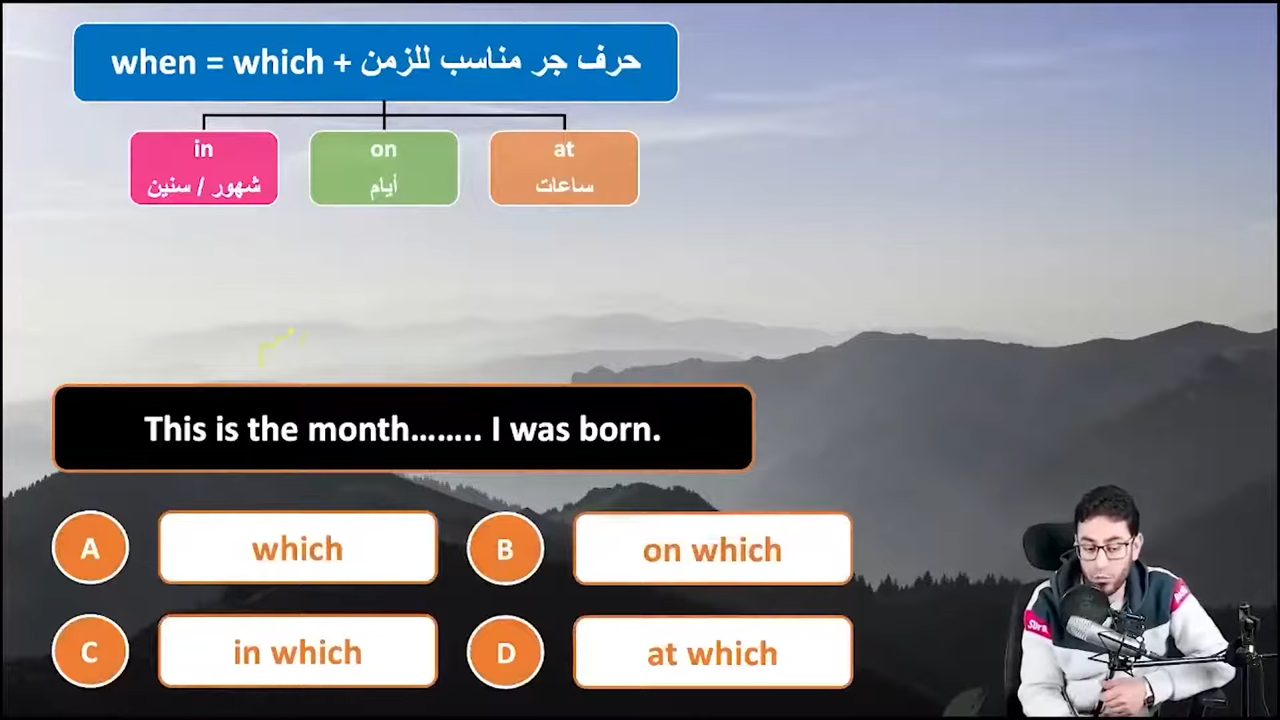 when = which + حرف جر مناسب للزمن
in
شهور / سنين
on
أيام
at
ساعات
This is the month........ I was born.
A
which
B
on which
C
in which
D
at which